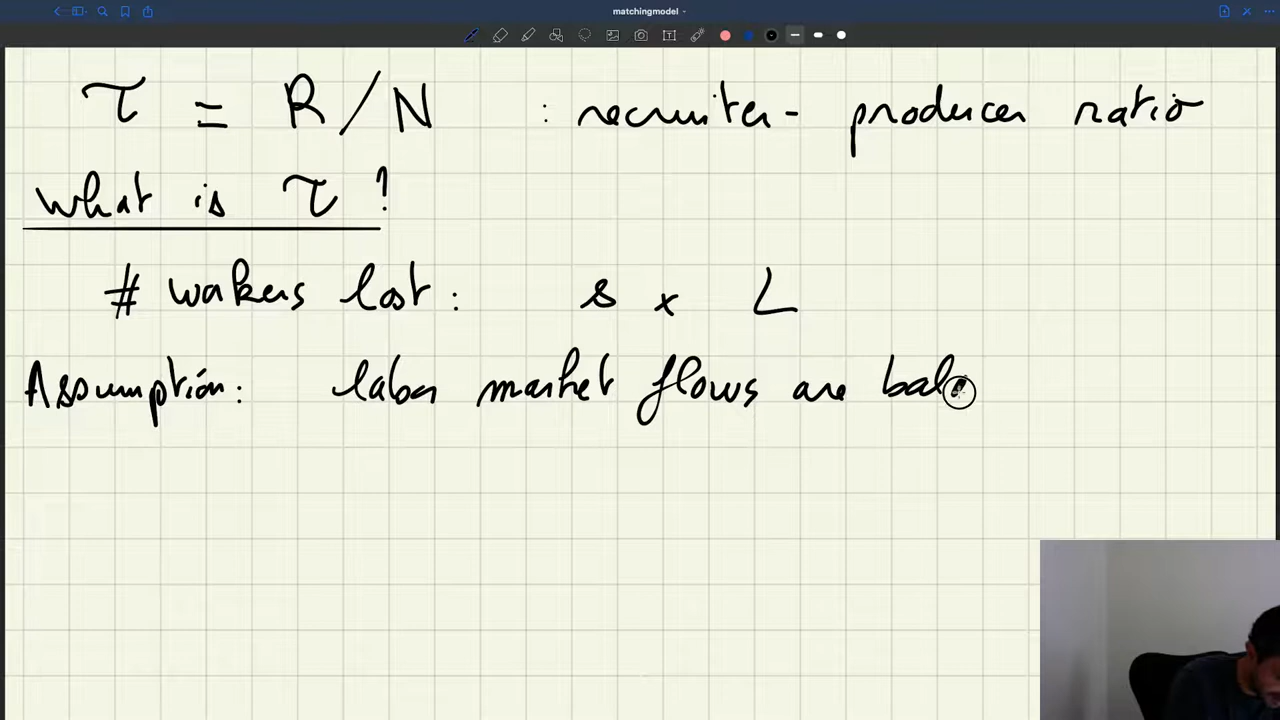 matchingmodel
τ = R/N : recruiter-producer ratio
What is τ?
# workers lost: s × L
Assumption: labor market flows are bal